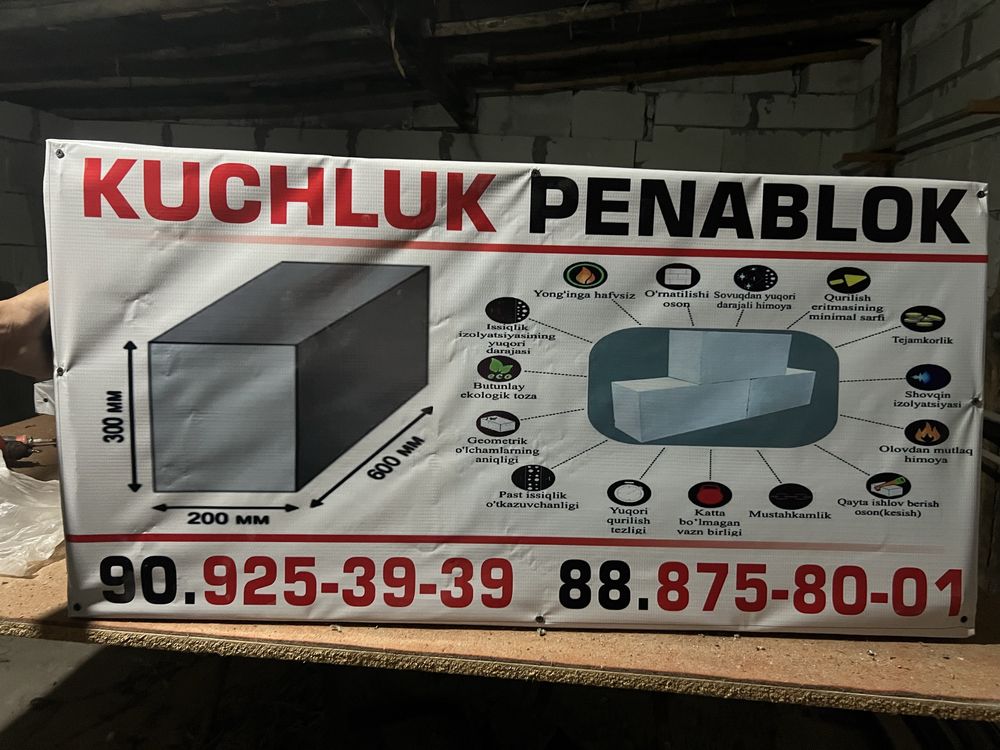 KUCHLUK PENABLOK
300 мм
200 мм
600 мм
Yong'inga hafvsiz
O'rnatilishi
oson
Sovuqdan yuqori
darajali himoya
Qurilish
eritmasining
minimal sarfi
Tejamkorlik
Shovqin
izolyatsiyasi
Olovdan mutlaq
himoya
Qayta ishlov berish
oson(kesish)
Mustahkamlik
Katta
bo'lmagan
vazn birligi
Yuqori
qurilish
tezligi
Past issiqlik
o'tkazuvchanligi
Geometrik
o'lchamlarning
aniqligi
eco
Butunlay
ekologik toza
Issiqlik
izolyatsiyasining
yuqori
darajasi
90.925-39-39 88.875-80-01